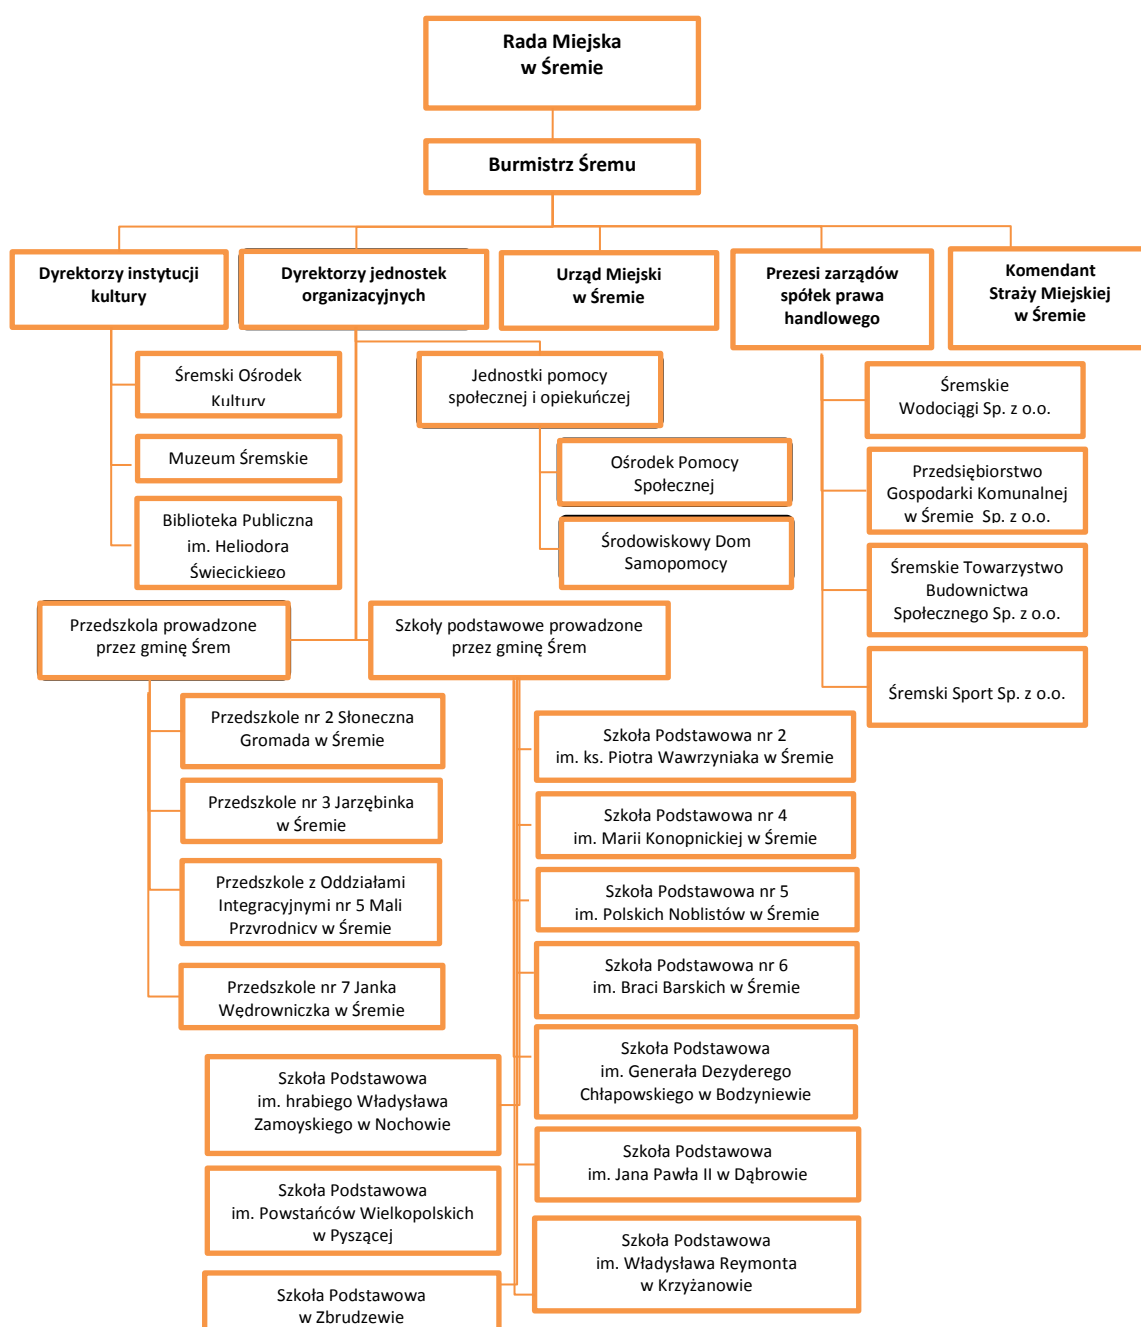 Rada Miejska
w Śremie
Burmistrz Śremu
Dyrektorzy instytucji
kultury
Dyrektorzy jednostek
organizacyjnych
Urząd Miejski
w Śremie
Prezesi zarządów
spółek prawa
handlowego
Komendant
Straży Miejskiej
w Śremie
Śremski Ośrodek
Kultury
Muzeum Śremskie
Biblioteka Publiczna
im. Heliodora
Święcickiego
Jednostki pomocy
społecznej i opiekuńczej
Ośrodek Pomocy
Społecznej
Środowiskowy Dom
Samopomocy
Śremskie
Wodociągi Sp. z o.o.
Przedsiębiorstwo
Gospodarki Komunalnej
w Śremie Sp. z o.o.
Śremskie Towarzystwo
Budownictwa
Społecznego Sp. z o.o.
Śremski Sport Sp. z o.o.
Przedszkola prowadzone
przez gminę Śrem
Szkoły podstawowe prowadzone
przez gminę Śrem
Przedszkole nr 2 Słoneczna
Gromada w Śremie
Przedszkole nr 3 Jarzębinka
w Śremie
Przedszkole z Oddziałami
Integracyjnymi nr 5 Mali
Przyrodnicy w Śremie
Przedszkole nr 7 Janka
Wędrowniczka w Śremie
Szkoła Podstawowa nr 2
im. ks. Piotra Wawrzyniaka w Śremie
Szkoła Podstawowa nr 4
im. Marii Konopnickiej w Śremie
Szkoła Podstawowa nr 5
im. Polskich Noblistów w Śremie
Szkoła Podstawowa nr 6
im. Braci Barskich w Śremie
Szkoła Podstawowa
im. Generała Dezyderego
Chłapowskiego w Bodzyniewie
Szkoła Podstawowa
im. hrabiego Władysława
Zamoyskiego w Nochowie
Szkoła Podstawowa
im. Jana Pawła II w Dąbrowie
Szkoła Podstawowa
im. Powstańców Wielkopolskich
w Pyszącej
Szkoła Podstawowa
im. Władysława Reymonta
w Krzyżanowie
Szkoła Podstawowa
w Zbrudzewie